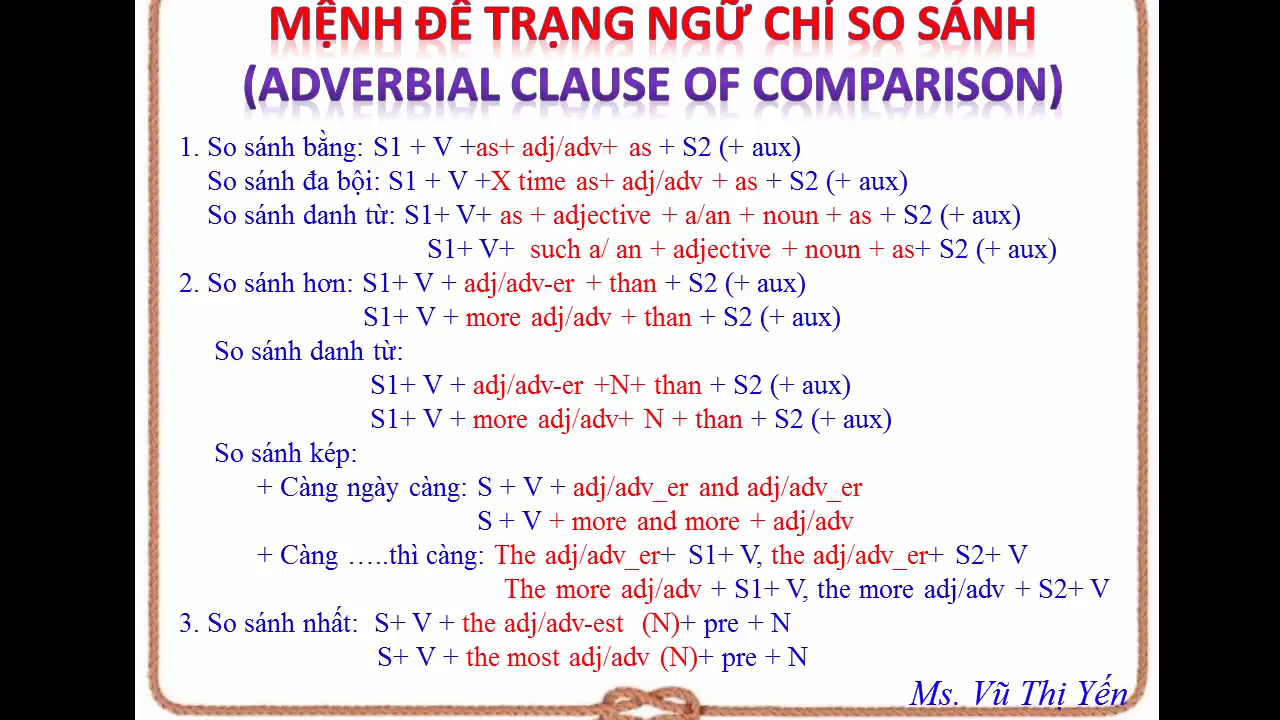 MỆNH ĐỀ TRẠNG NGỮ CHỈ SO SÁNH
(ADVERBIAL CLAUSE OF COMPARISON)
1. So sánh bằng: S1 + V +as+ adj/adv+ as + S2 (+ aux)
So sánh đa bội: S1 + V +X time as+ adj/adv + as + S2 (+ aux)
So sánh danh từ: S1+ V+ as + adjective + a/an + noun + as + S2 (+ aux)
S1+ V+ such a/ an + adjective + noun + as+ S2 (+ aux)
2. So sánh hơn: S1+ V + adj/adv-er + than + S2 (+ aux)
S1+ V + more adj/adv + than + S2 (+ aux)
So sánh danh từ:
S1+ V + adj/adv-er +N+ than + S2 (+ aux)
S1+ V + more adj/adv+ N + than + S2 (+ aux)
So sánh kép:
+ Càng ngày càng: S + V + adj/adv_er and adj/adv_er
S + V + more and more + adj/adv
+ Càng …..thì càng: The adj/adv_er+ S1+ V, the adj/adv_er+ S2+ V
The more adj/adv + S1+ V, the more adj/adv + S2+ V
3. So sánh nhất: S+ V + the adj/adv-est (N)+ pre + N
S+ V + the most adj/adv (N)+ pre + N
Ms. Vũ Thị Yến